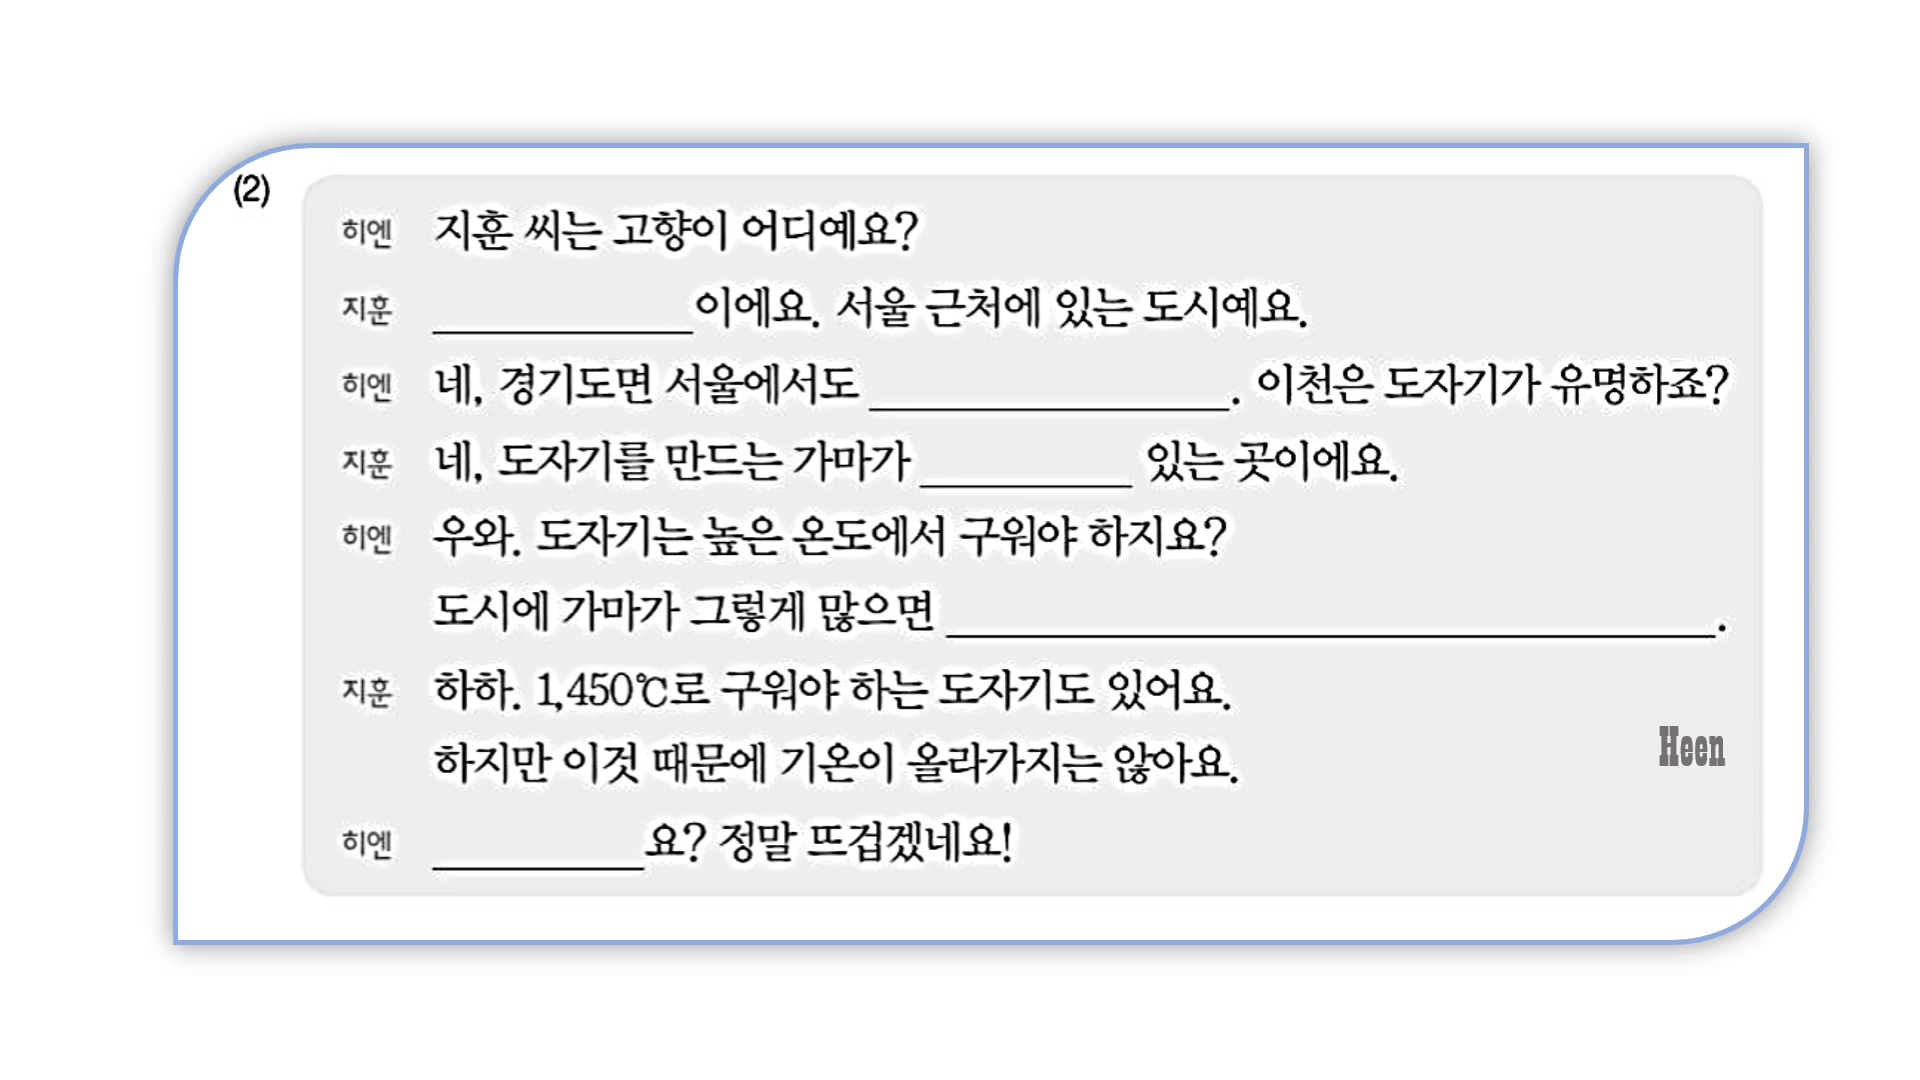 (2)
히엔 지훈 씨는 고향이 어디예요?
지훈 ____________이에요. 서울 근처에 있는 도시예요.
히엔 네, 경기도면 서울에서도 ________________. 이천은 도자기가 유명하죠?
지훈 네, 도자기를 만드는 가마가 __________ 있는 곳이에요.
히엔 우와. 도자기는 높은 온도에서 구워야 하지요?
도시에 가마가 그렇게 많으면 ____________________________________.
지훈 하하. 1,450℃로 구워야 하는 도자기도 있어요.
하지만 이것 때문에 기온이 올라가지는 않아요.
Heen
히엔 __________요? 정말 뜨겁겠네요!